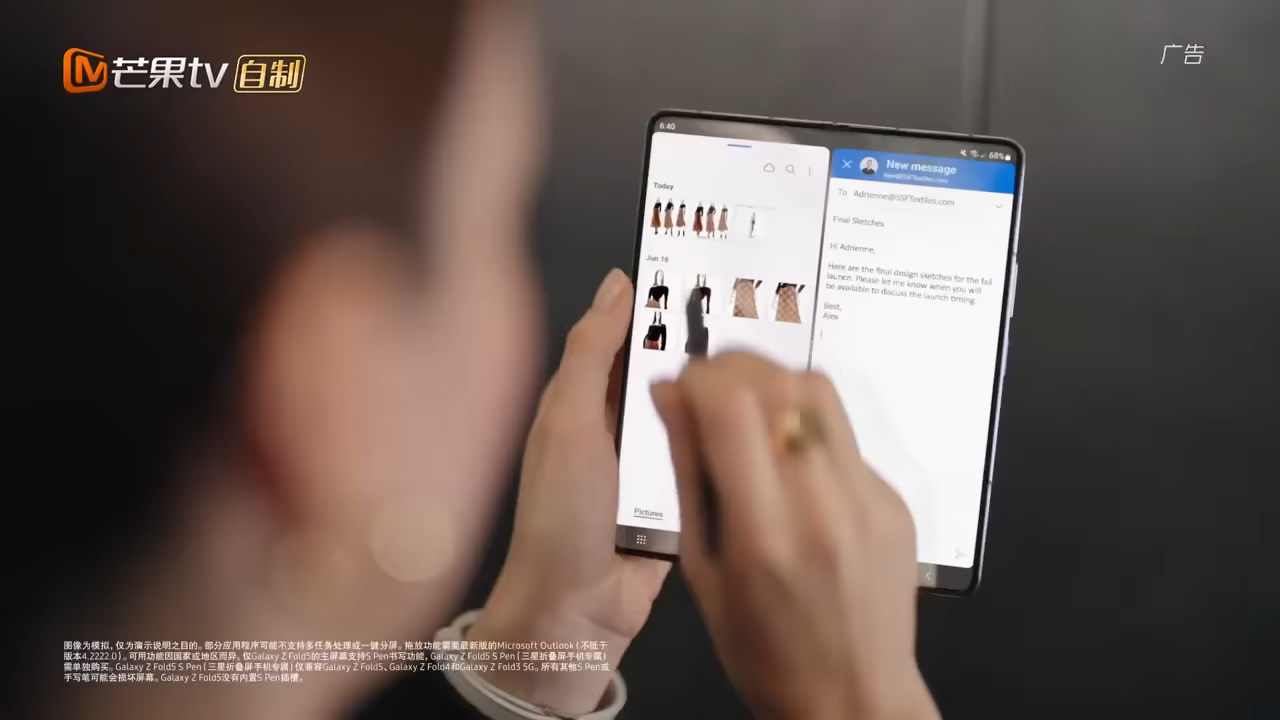 芒果tv 自制
广告
6:40
68%
Today
Jun 16
Pictures
New message
Alex@SSFTextiles.com
To Adrienne@SSFTextiles.com
Final Sketches
Hi Adrienne,
Here are the final design sketches for the fall
launch. Please let me know when you will
be available to discuss the launch timing.
Best,
Alex
图像为模拟，仅为演示说明之目的。部分应用程序可能不支持多任务处理或一键分屏。拖放功能需要最新版的Microsoft Outlook（不低于
版本4.2222.0）。可用功能因国家或地区而异。仅Galaxy Z Fold5的主屏幕支持S Pen书写功能，Galaxy Z Fold5 S Pen（三星折叠屏手机专属）
需单独购买。Galaxy Z Fold5 S Pen（三星折叠屏手机专属）仅兼容Galaxy Z Fold5、Galaxy Z Fold4和Galaxy Z Fold3 5G。所有其他S Pen或
手写笔可能会损坏屏幕。Galaxy Z Fold5没有内置S Pen插槽。